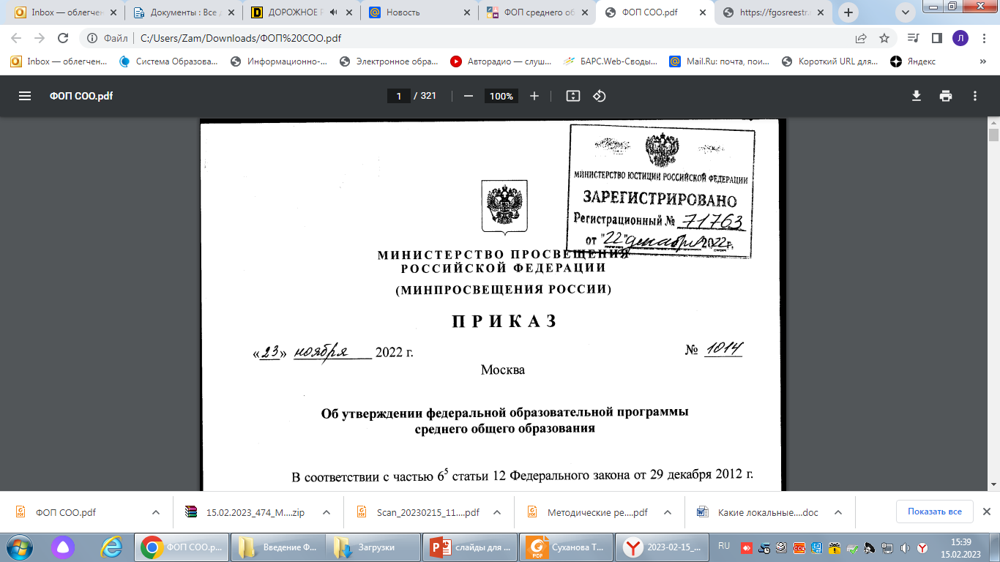 Inbox — облегчен
Документы : Все д
ДОРОЖНОЕ Р
Новость
ФОП среднего об
ФОП СОО.pdf
https://fgosreestr.r
Файл
C:/Users/Zam/Downloads/ФОП%20СОО.pdf
Л
Inbox — облегчен...
Система Образова...
Информационно-...
Электронное обра...
Авторадио — слуш...
БАРС.Web-Своды...
Mail.Ru: почта, пои...
Короткий URL для...
Яндекс
»
ФОП СОО.pdf
1 / 321
100%
МИНИСТЕРСТВО ЮСТИЦИИ РОССИЙСКОЙ ФЕДЕРАЦИИ
ЗАРЕГИСТРИРОВАНО
Регистрационный № 71763
от "22" декабря 2022г.
МИНИСТЕРСТВО ПРОСВЕЩЕНИЯ
РОССИЙСКОЙ ФЕДЕРАЦИИ
(МИНПРОСВЕЩЕНИЯ РОССИИ)
ПРИКАЗ
«23» ноября 2022 г.
№ 1014
Москва
Об утверждении федеральной образовательной программы
среднего общего образования
В соответствии с частью 6⁵ статьи 12 Федерального закона от 29 декабря 2012 г.
ФОП СОО.pdf
15.02.2023_474_М....zip
Scan_20230215_11....pdf
Методические ре....pdf
Какие локальные....doc
Показать все
ФОП СОО.p...
Введение Ф...
Загрузки
слайды для ...
Суханова Т...
2023-02-15_...
RU
15:39
15.02.2023